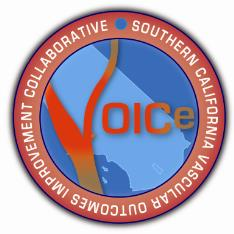 SOUTHERN CALIFORNIA VASCULAR OUTCOMES IMPROVEMENT COLLABORATIVE
VOICe